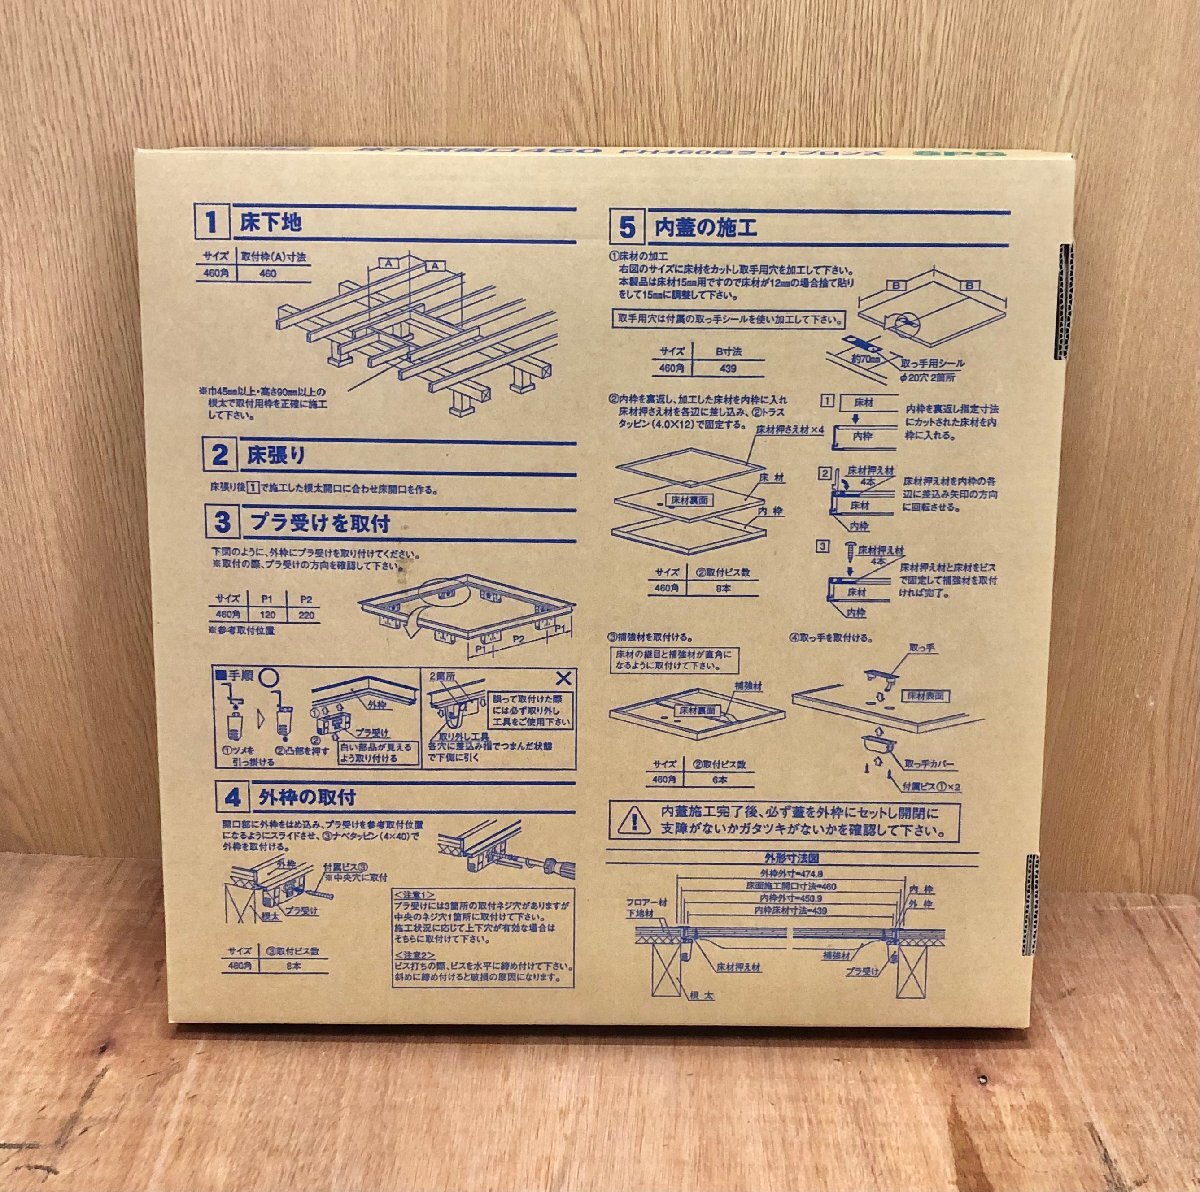 床下点検口460 FH460Bライトブロンズ SPG
1 床下地
サイズ 取付枠(A)寸法
460角 460
A A
※巾45mm以上・高さ90mm以上の
根太で取付用枠を正確に施工
して下さい。
2 床張り
床張り後1で施工した根太開口に合わせ床開口を作る。
3 プラ受けを取付
下図のように、外枠にプラ受けを取り付けてください。
※取付の際、プラ受けの方向を確認して下さい。
サイズ P1 P2
460角 120 220
※参考取付位置
P1 P2 P1
■手順 ○
①ツメを
引っ掛ける
②凸部を押す
外枠
①
②
プラ受け
白い部品が見える
よう取り付ける
2箇所
×
誤って取付けた際
には必ず取り外し
工具をご使用下さい
取り外し工具
各穴に差込み指でつまんだ状態
で下側に引く
4 外枠の取付
開口部に外枠をはめ込み、プラ受けを参考取付位置
になるようにスライドさせ、③ナベタッピン(4×40)で
外枠を取付ける。
外枠
付属ビス③
※中央穴に取付
根太
プラ受け
サイズ ③取付ビス数
460角 8本
＜注意1＞
プラ受けには3箇所の取付ネジ穴がありますが
中央のネジ穴1箇所に取付けて下さい。
施工状況に応じて上下穴が有効な場合は
そちらに取付けて下さい。
＜注意2＞
ビス打ちの際、ビスを水平に締め付けて下さい。
斜めに締め付けると破損の原因になります。
5 内蓋の施工
①床材の加工
右図のサイズに床材をカットし取手用穴を加工して下さい。
本製品は床材15mm用ですので床材が12mmの場合捨て貼り
をして15mmに調整して下さい。
取手用穴は付属の取っ手シールを使い加工して下さい。
サイズ B寸法
460角 439
B B
約70mm
取っ手用シール
φ20穴 2箇所
②内枠を裏返し、加工した床材を内枠に入れ
床材押さえ材を各辺に差し込み、②トラス
タッピン(4.0×12)で固定する。
床材押さえ材×4
床材
床材裏面
内枠
サイズ ②取付ビス数
460角 8本
1
床材
内枠
内枠を裏返し指定寸法
にカットされた床材を内
枠に入れる。
2
床材押え材
4本
床材
内枠
床材押え材を内枠の各
辺に差込み矢印の方向
に回転させる。
3
床材押え材
4本
床材
内枠
床材押え材と床材をビス
で固定して補強材を取付
ければ完了。
③補強材を取付ける。
床材の継目と補強材が直角に
なるように取付けて下さい。
補強材
床材裏面
サイズ ②取付ビス数
460角 6本
④取っ手を取付ける。
取っ手
床材表面
取っ手カバー
付属ビス①×2
内蓋施工完了後、必ず蓋を外枠にセットし開閉に
支障がないかガタツキがないかを確認して下さい。
外形寸法図
外枠外寸=474.8
床面施工開口寸法=460
内枠外寸=453.9
内枠床材寸法=439
フロアー材
下地材
内枠
外枠
床材押え材
補強材
プラ受け
根太